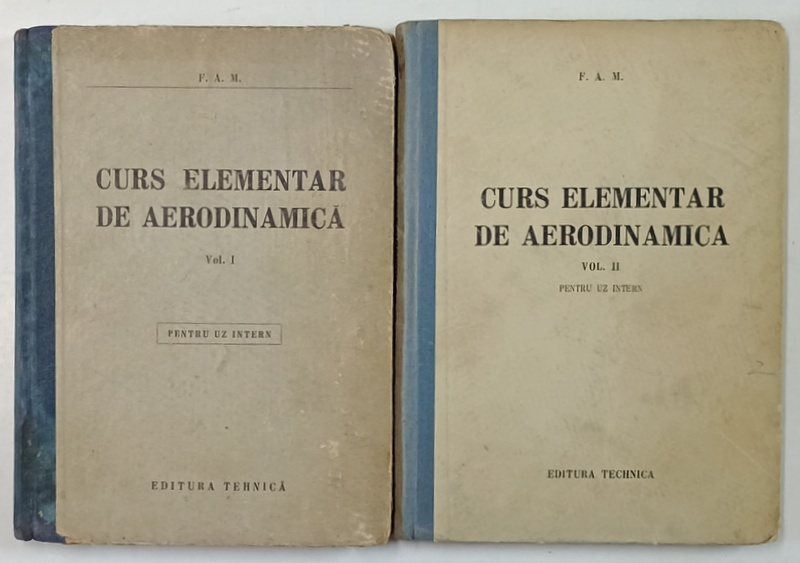 F. A. M.
CURS ELEMENTAR
DE AERODINAMICĂ
Vol. I
PENTRU UZ INTERN
EDITURA TEHNICĂ
F. A. M.
CURS ELEMENTAR
DE AERODINAMICA
VOL. II
PENTRU UZ INTERN
EDITURA TECHNICA